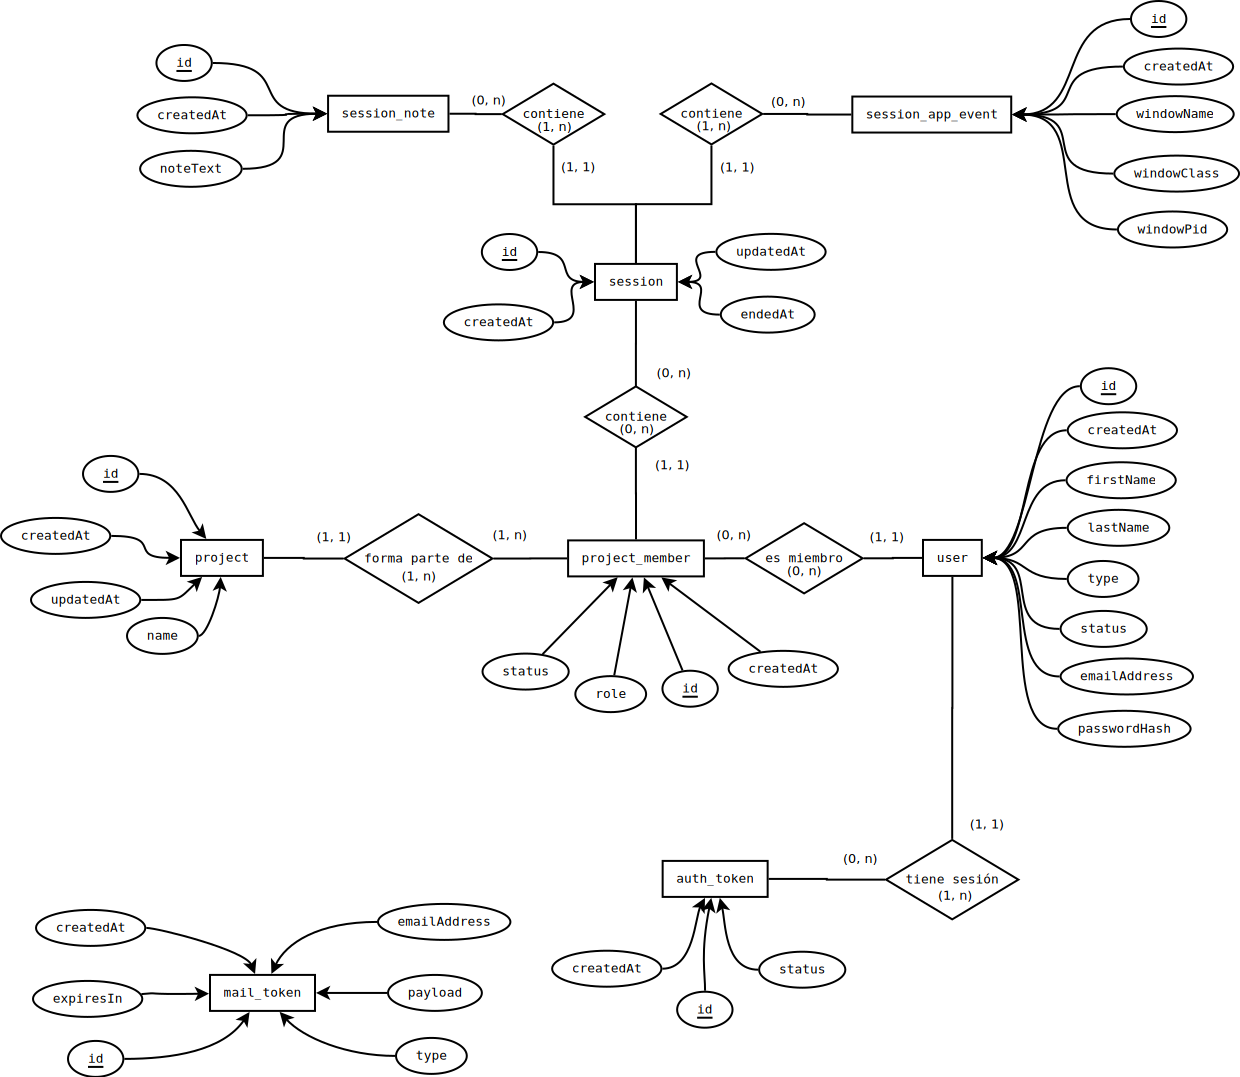 id
createdAt
noteText
session_note
(0, n)
contiene
(1, n)
(1, 1)
contiene
(1, n)
(0, n)
(1, 1)
session_app_event
id
createdAt
windowName
windowClass
windowPid
id
createdAt
session
updatedAt
endedAt
(0, n)
contiene
(0, n)
(1, 1)
id
createdAt
updatedAt
name
project
(1, 1)
forma parte de
(1, n)
(1, n)
project_member
(0, n)
es miembro
(0, n)
(1, 1)
user
id
createdAt
firstName
lastName
type
status
emailAddress
passwordHash
status
role
id
createdAt
(1, 1)
tiene sesión
(1, n)
(0, n)
auth_token
createdAt
id
status
createdAt
expiresIn
id
mail_token
emailAddress
payload
type